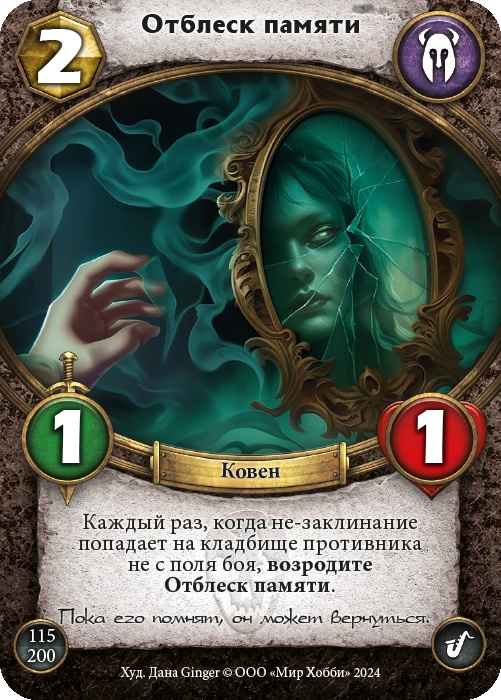 Отблеск памяти
2
1
1
Ковен
Каждый раз, когда не-заклинание
попадает на кладбище противника
не с поля боя, возродите
Отблеск памяти.
Пока его помнят, он может вернуться.
115
200
Худ. Дана Ginger © ООО «Мир Хобби» 2024